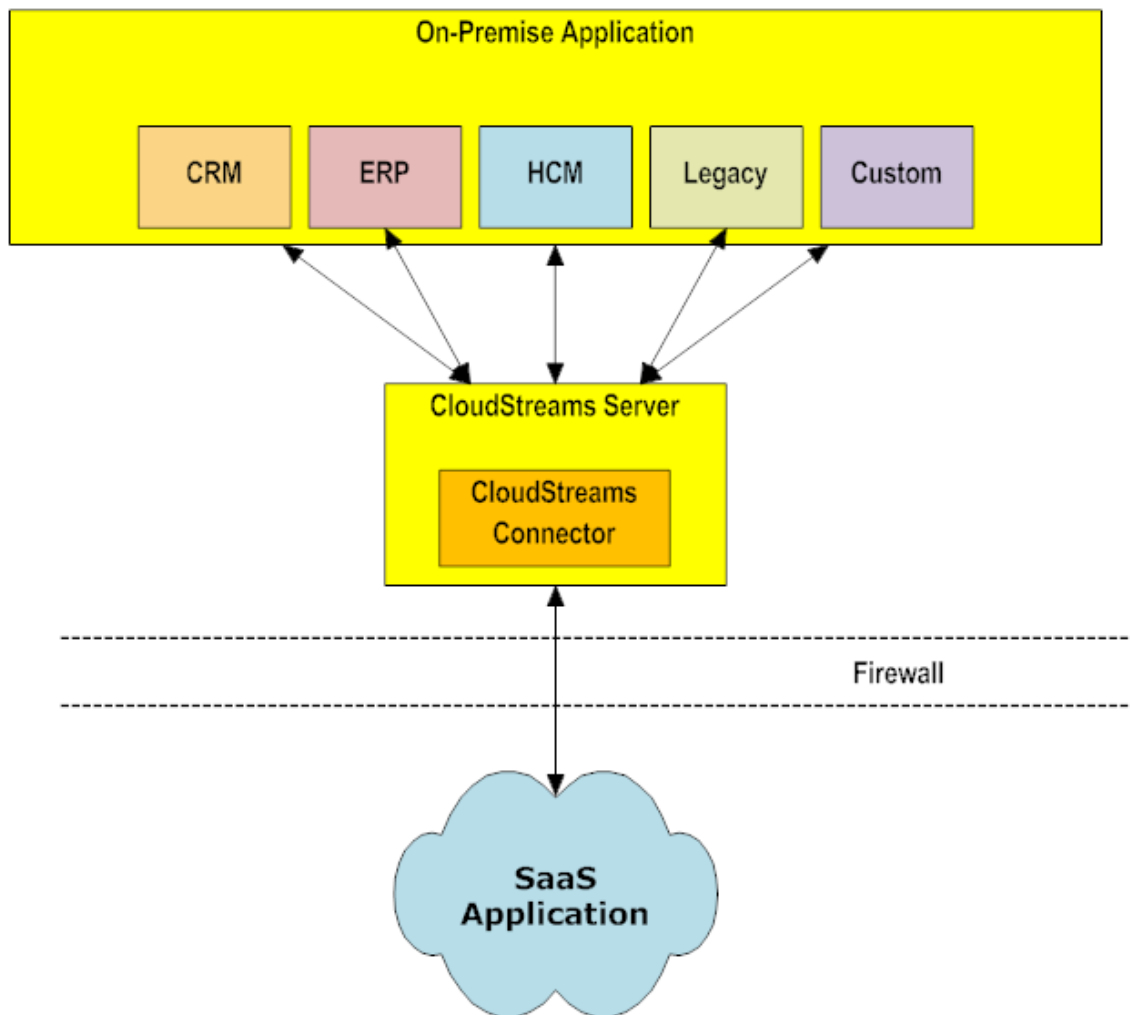 On-Premise Application
CRM
ERP
HCM
Legacy
Custom
CloudStreams Server
CloudStreams
Connector
Firewall
SaaS
Application